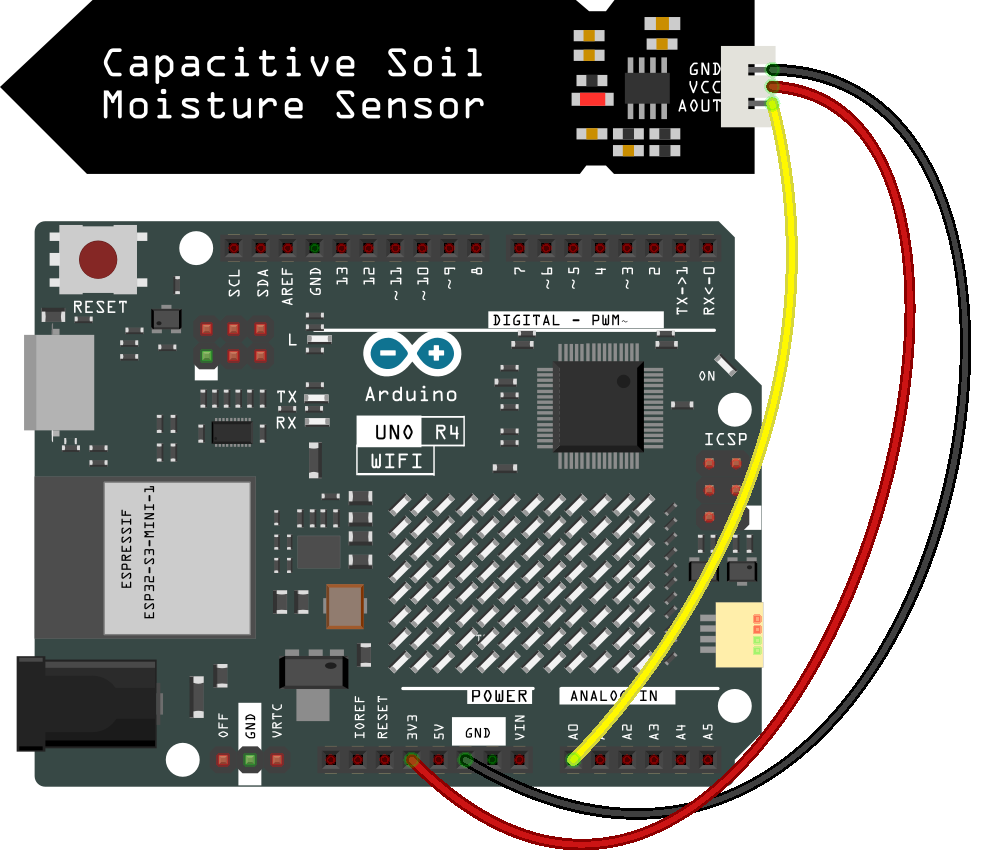 Capacitive Soil
Moisture Sensor
GND
VCC
AOUT
RESET
SCL
SDA
AREF
GND
13
12
~11
~10
~9
8
7
~6
~5
4
~3
2
TX->1
RX<-0
DIGITAL - PWM~
L
TX
RX
Arduino
UNO R4
WIFI
ON
ICSP
ESPRESSIF
ESP32-S3-MINI-1
POWER
ANALOG IN
OFF
GND
VRTC
IOREF
RESET
3V3
5V
GND
VIN
A0
A2
A3
A4
A5